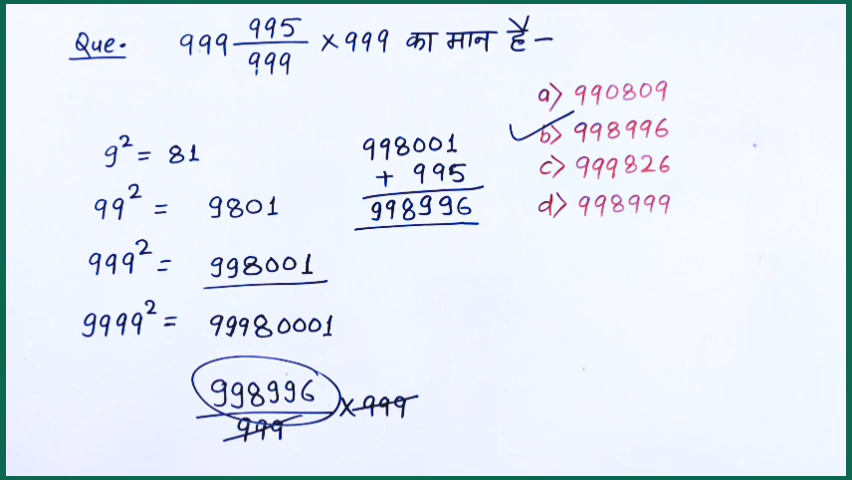 Que. 999 995/999 × 999 का मान है -
a) 990809
b) 998996
c) 999826
d) 998999
9² = 81
99² = 9801
999² = 998001
9999² = 99980001
998001
+ 995
998996
998996/999 × 999